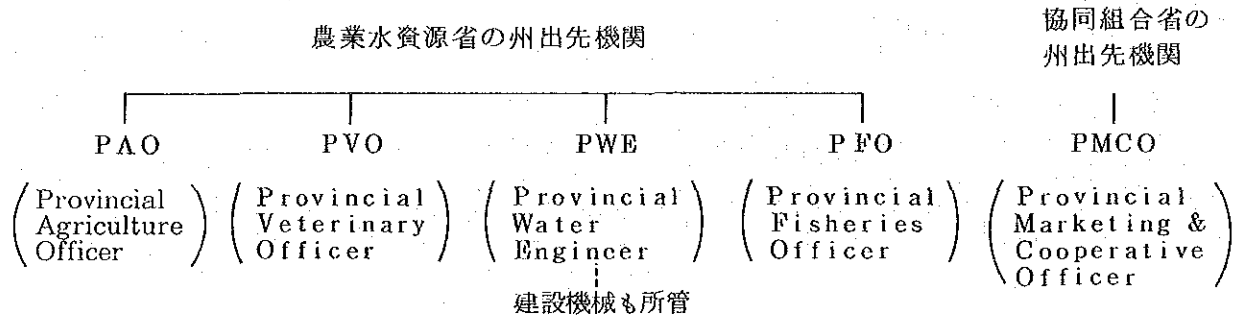 農業水資源省の州出先機関
協同組合省の
州出先機関
PAO
PVO
PWE
PFO
PMCO
(Provincial
Agriculture
Officer)
(Provincial
Veterinary
Officer)
(Provincial
Water
Engineer)
(Provincial
Fisheries
Officer)
(Provincial
Marketing &
Cooperative
Officer)
建設機械も所管